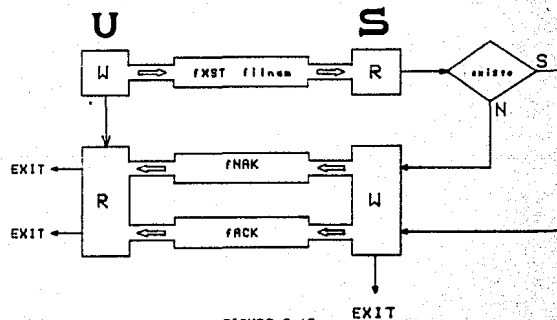 U S
W fXST filnam R existe S
N
EXIT fNAK
R W
EXIT fACK
EXIT